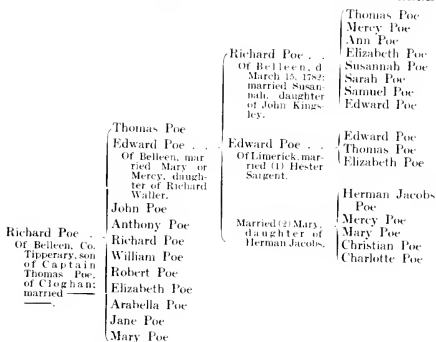 Richard Poe . .
Of Belleen, Co.
Tipperary, son
of Captain
Thomas Poe,
of Cloghan;
married ———
———.
Thomas Poe
Edward Poe . .
Of Belleen, mar-
ried Mary or
Mercy, daugh-
ter of Richard
Waller.
John Poe
Anthony Poe
Richard Poe
William Poe
Robert Poe
Elizabeth Poe
Arabella Poe
Jane Poe
Mary Poe
Richard Poe . .
Of Belleen, d
March 15, 1782;
married Susan-
nah, daughter
of John Kings-
ley.
Edward Poe . .
Of Limerick, mar-
ried (1) Hester
Sargent.
Married (2) Mary,
daughter of
Herman Jacobs.
Thomas Poe
Mercy Poe
Ann Poe
Elizabeth Poe
Susannah Poe
Sarah Poe
Samuel Poe
Edward Poe
Edward Poe
Thomas Poe
Elizabeth Poe
Herman Jacobs
Poe
Mercy Poe
Mary Poe
Christian Poe
Charlotte Poe